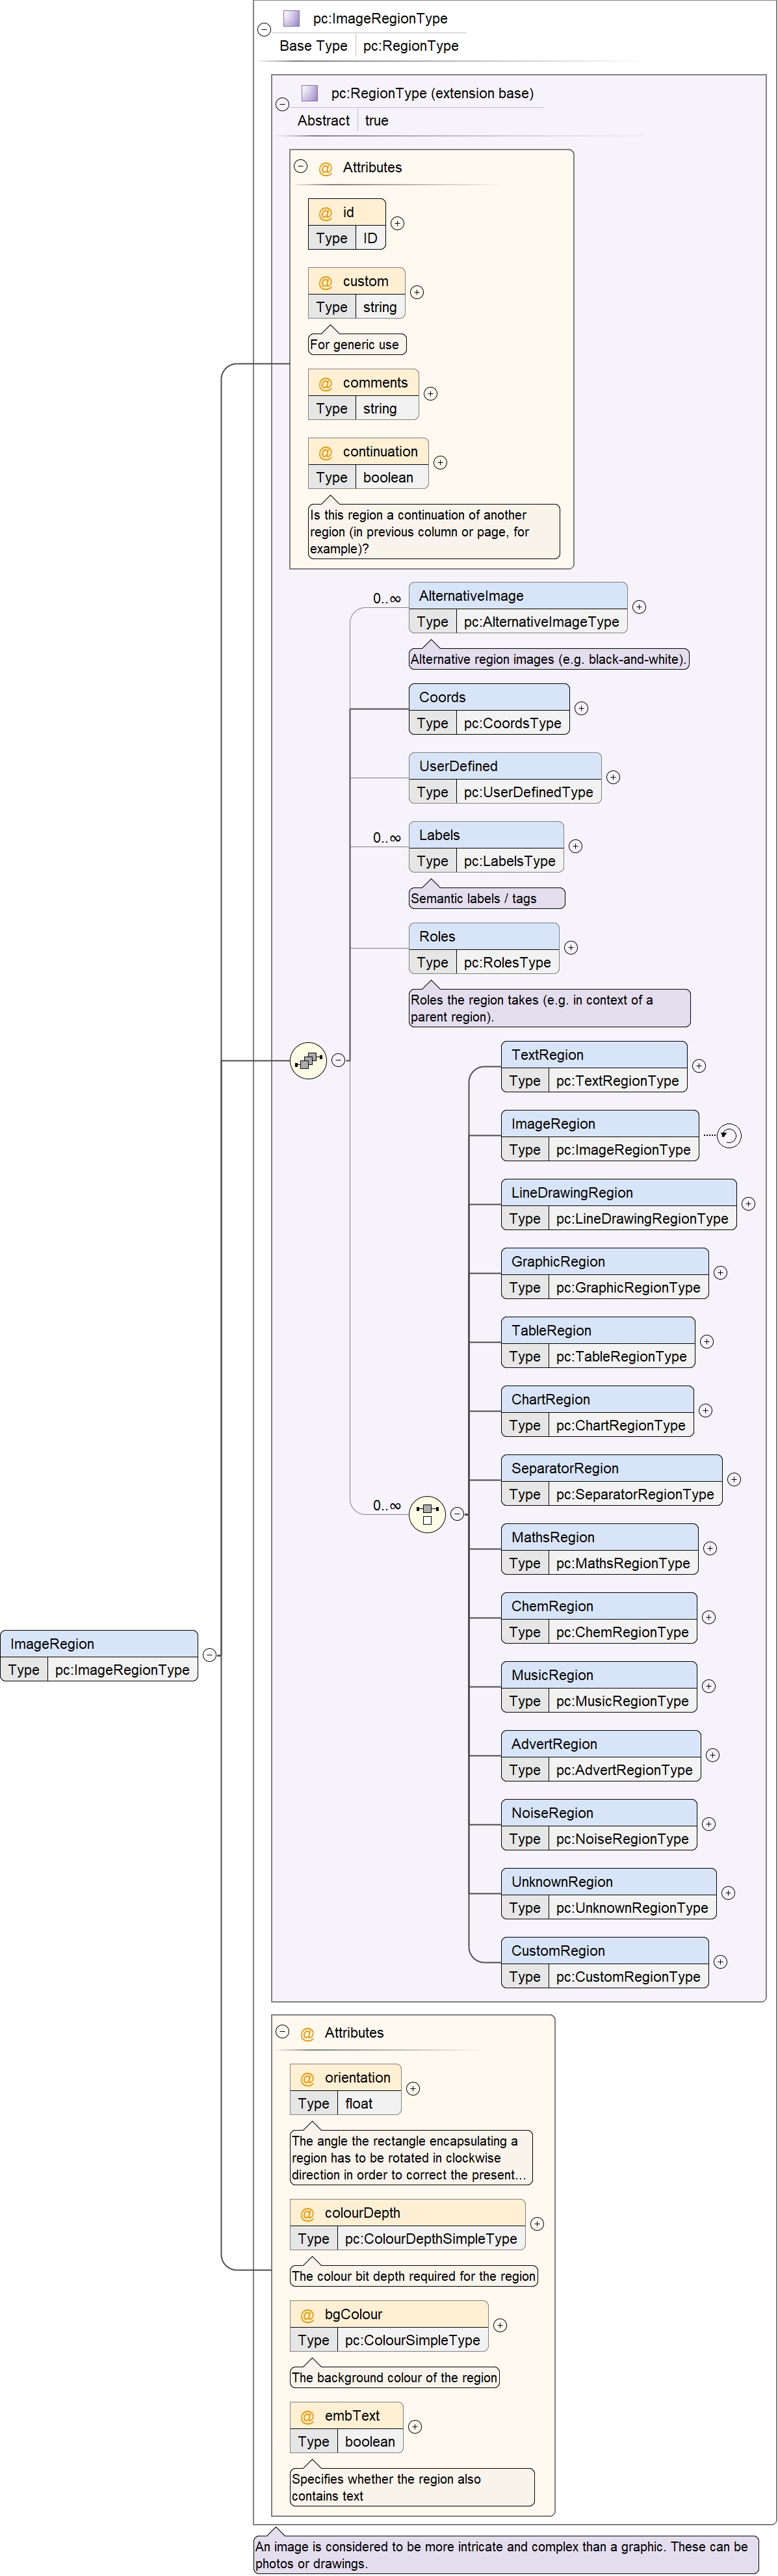 pc:ImageRegionType
Base Type pc:RegionType
pc:RegionType (extension base)
Abstract true
@ Attributes
@ id
Type ID
@ custom
Type string
For generic use
@ comments
Type string
@ continuation
Type boolean
Is this region a continuation of another
region (in previous column or page, for
example)?
0..∞
AlternativeImage
Type pc:AlternativeImageType
Alternative region images (e.g. black-and-white).
Coords
Type pc:CoordsType
UserDefined
Type pc:UserDefinedType
0..∞
Labels
Type pc:LabelsType
Semantic labels / tags
Roles
Type pc:RolesType
Roles the region takes (e.g. in context of a
parent region).
TextRegion
Type pc:TextRegionType
ImageRegion
Type pc:ImageRegionType
LineDrawingRegion
Type pc:LineDrawingRegionType
GraphicRegion
Type pc:GraphicRegionType
TableRegion
Type pc:TableRegionType
ChartRegion
Type pc:ChartRegionType
SeparatorRegion
Type pc:SeparatorRegionType
0..∞
MathsRegion
Type pc:MathsRegionType
ChemRegion
Type pc:ChemRegionType
ImageRegion
Type pc:ImageRegionType
MusicRegion
Type pc:MusicRegionType
AdvertRegion
Type pc:AdvertRegionType
NoiseRegion
Type pc:NoiseRegionType
UnknownRegion
Type pc:UnknownRegionType
CustomRegion
Type pc:CustomRegionType
@ Attributes
@ orientation
Type float
The angle the rectangle encapsulating a
region has to be rotated in clockwise
direction in order to correct the present...
@ colourDepth
Type pc:ColourDepthSimpleType
The colour bit depth required for the region
@ bgColour
Type pc:ColourSimpleType
The background colour of the region
@ embText
Type boolean
Specifies whether the region also
contains text
An image is considered to be more intricate and complex than a graphic. These can be
photos or drawings.